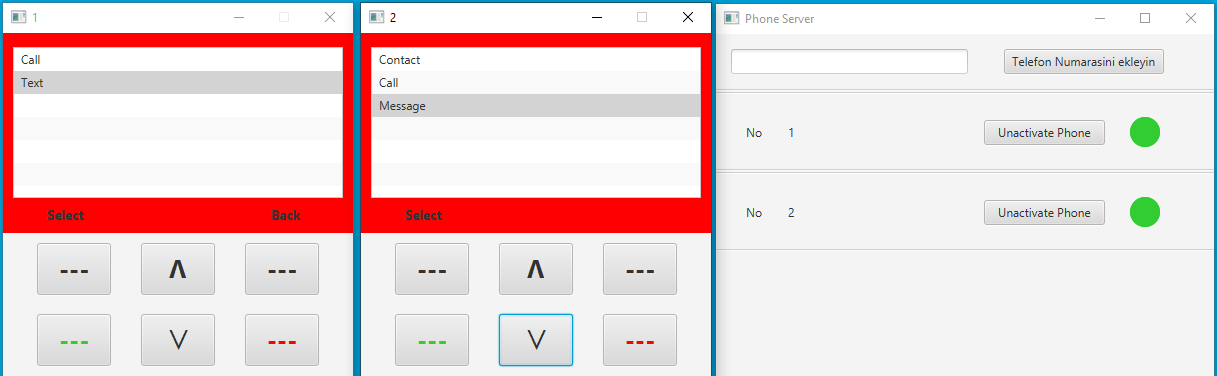 1
Call
Text
Select Back
--- Λ ---
--- V ---
2
Contact
Call
Message
Select
--- Λ ---
--- V ---
Phone Server
Telefon Numarasini ekleyin
No 1 Unactivate Phone
No 2 Unactivate Phone